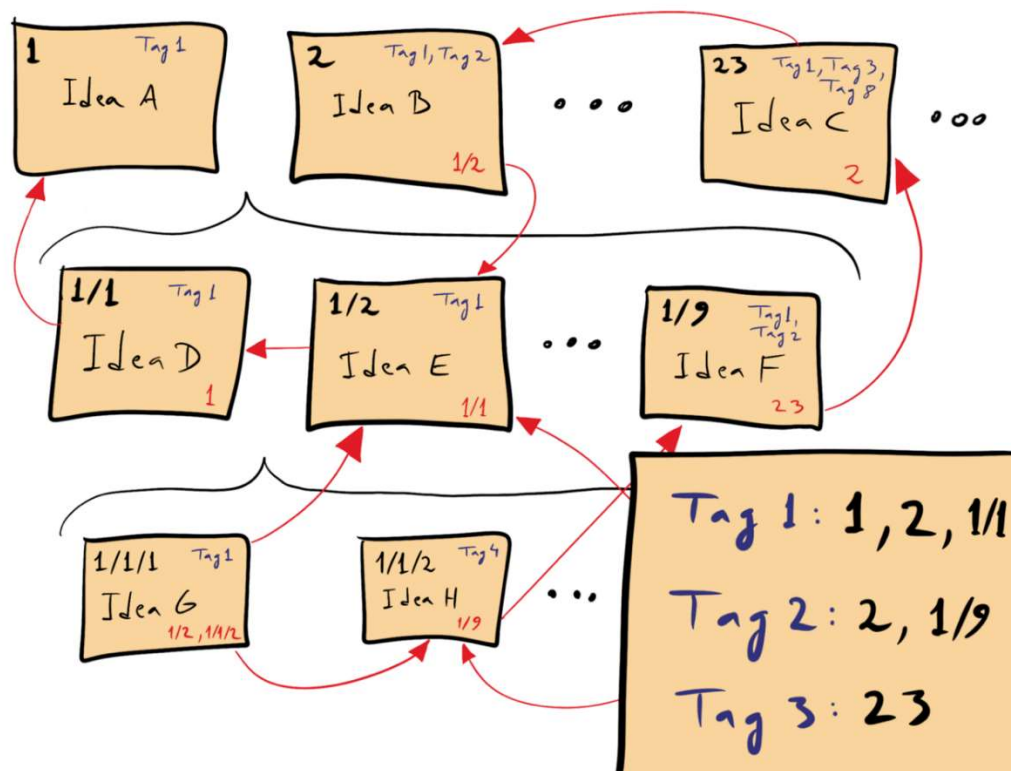 1 Tag 1
Idea A
2 Tag 1, Tag 2
Idea B
1/2
23 Tag 1, Tag 3,
Tag 8
Idea C
2
1/1 Tag 1
Idea D
1
1/2 Tag 1
Idea E
1/1
1/9 Tag 1,
Tag 2
Idea F
23
1/1/1 Tag 1
Idea G
1/2, 1/1/2
1/1/2 Tag 4
Idea H
1/9
Tag 1: 1, 2, 1/1
Tag 2: 2, 1/9
Tag 3: 23